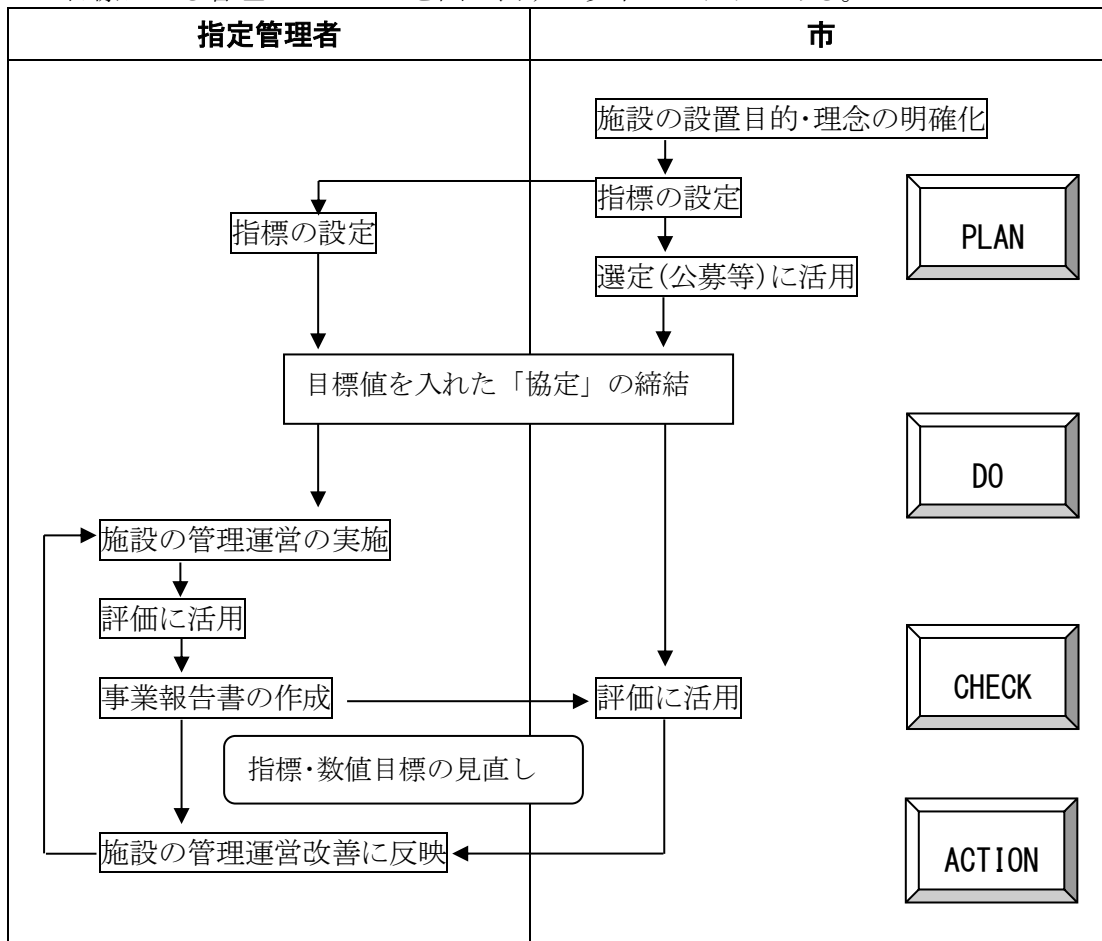 指定管理者
市
施設の設置目的・理念の明確化
指標の設定
指標の設定
PLAN
選定(公募等)に活用
目標値を入れた「協定」の締結
DO
施設の管理運営の実施
評価に活用
事業報告書の作成
評価に活用
CHECK
指標・数値目標の見直し
施設の管理運営改善に反映
ACTION